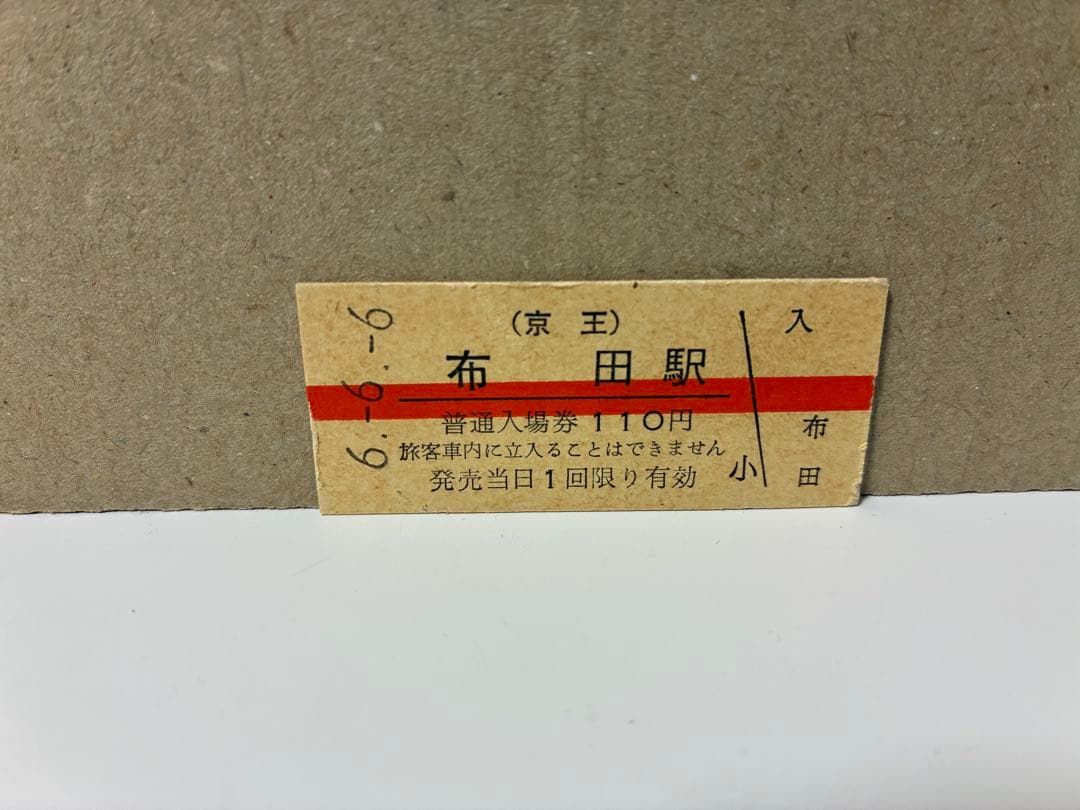 6.-6.-6
（京王）
布田駅
普通入場券110円
旅客車内に立入ることはできません
発売当日1回限り有効
小
入
布
田